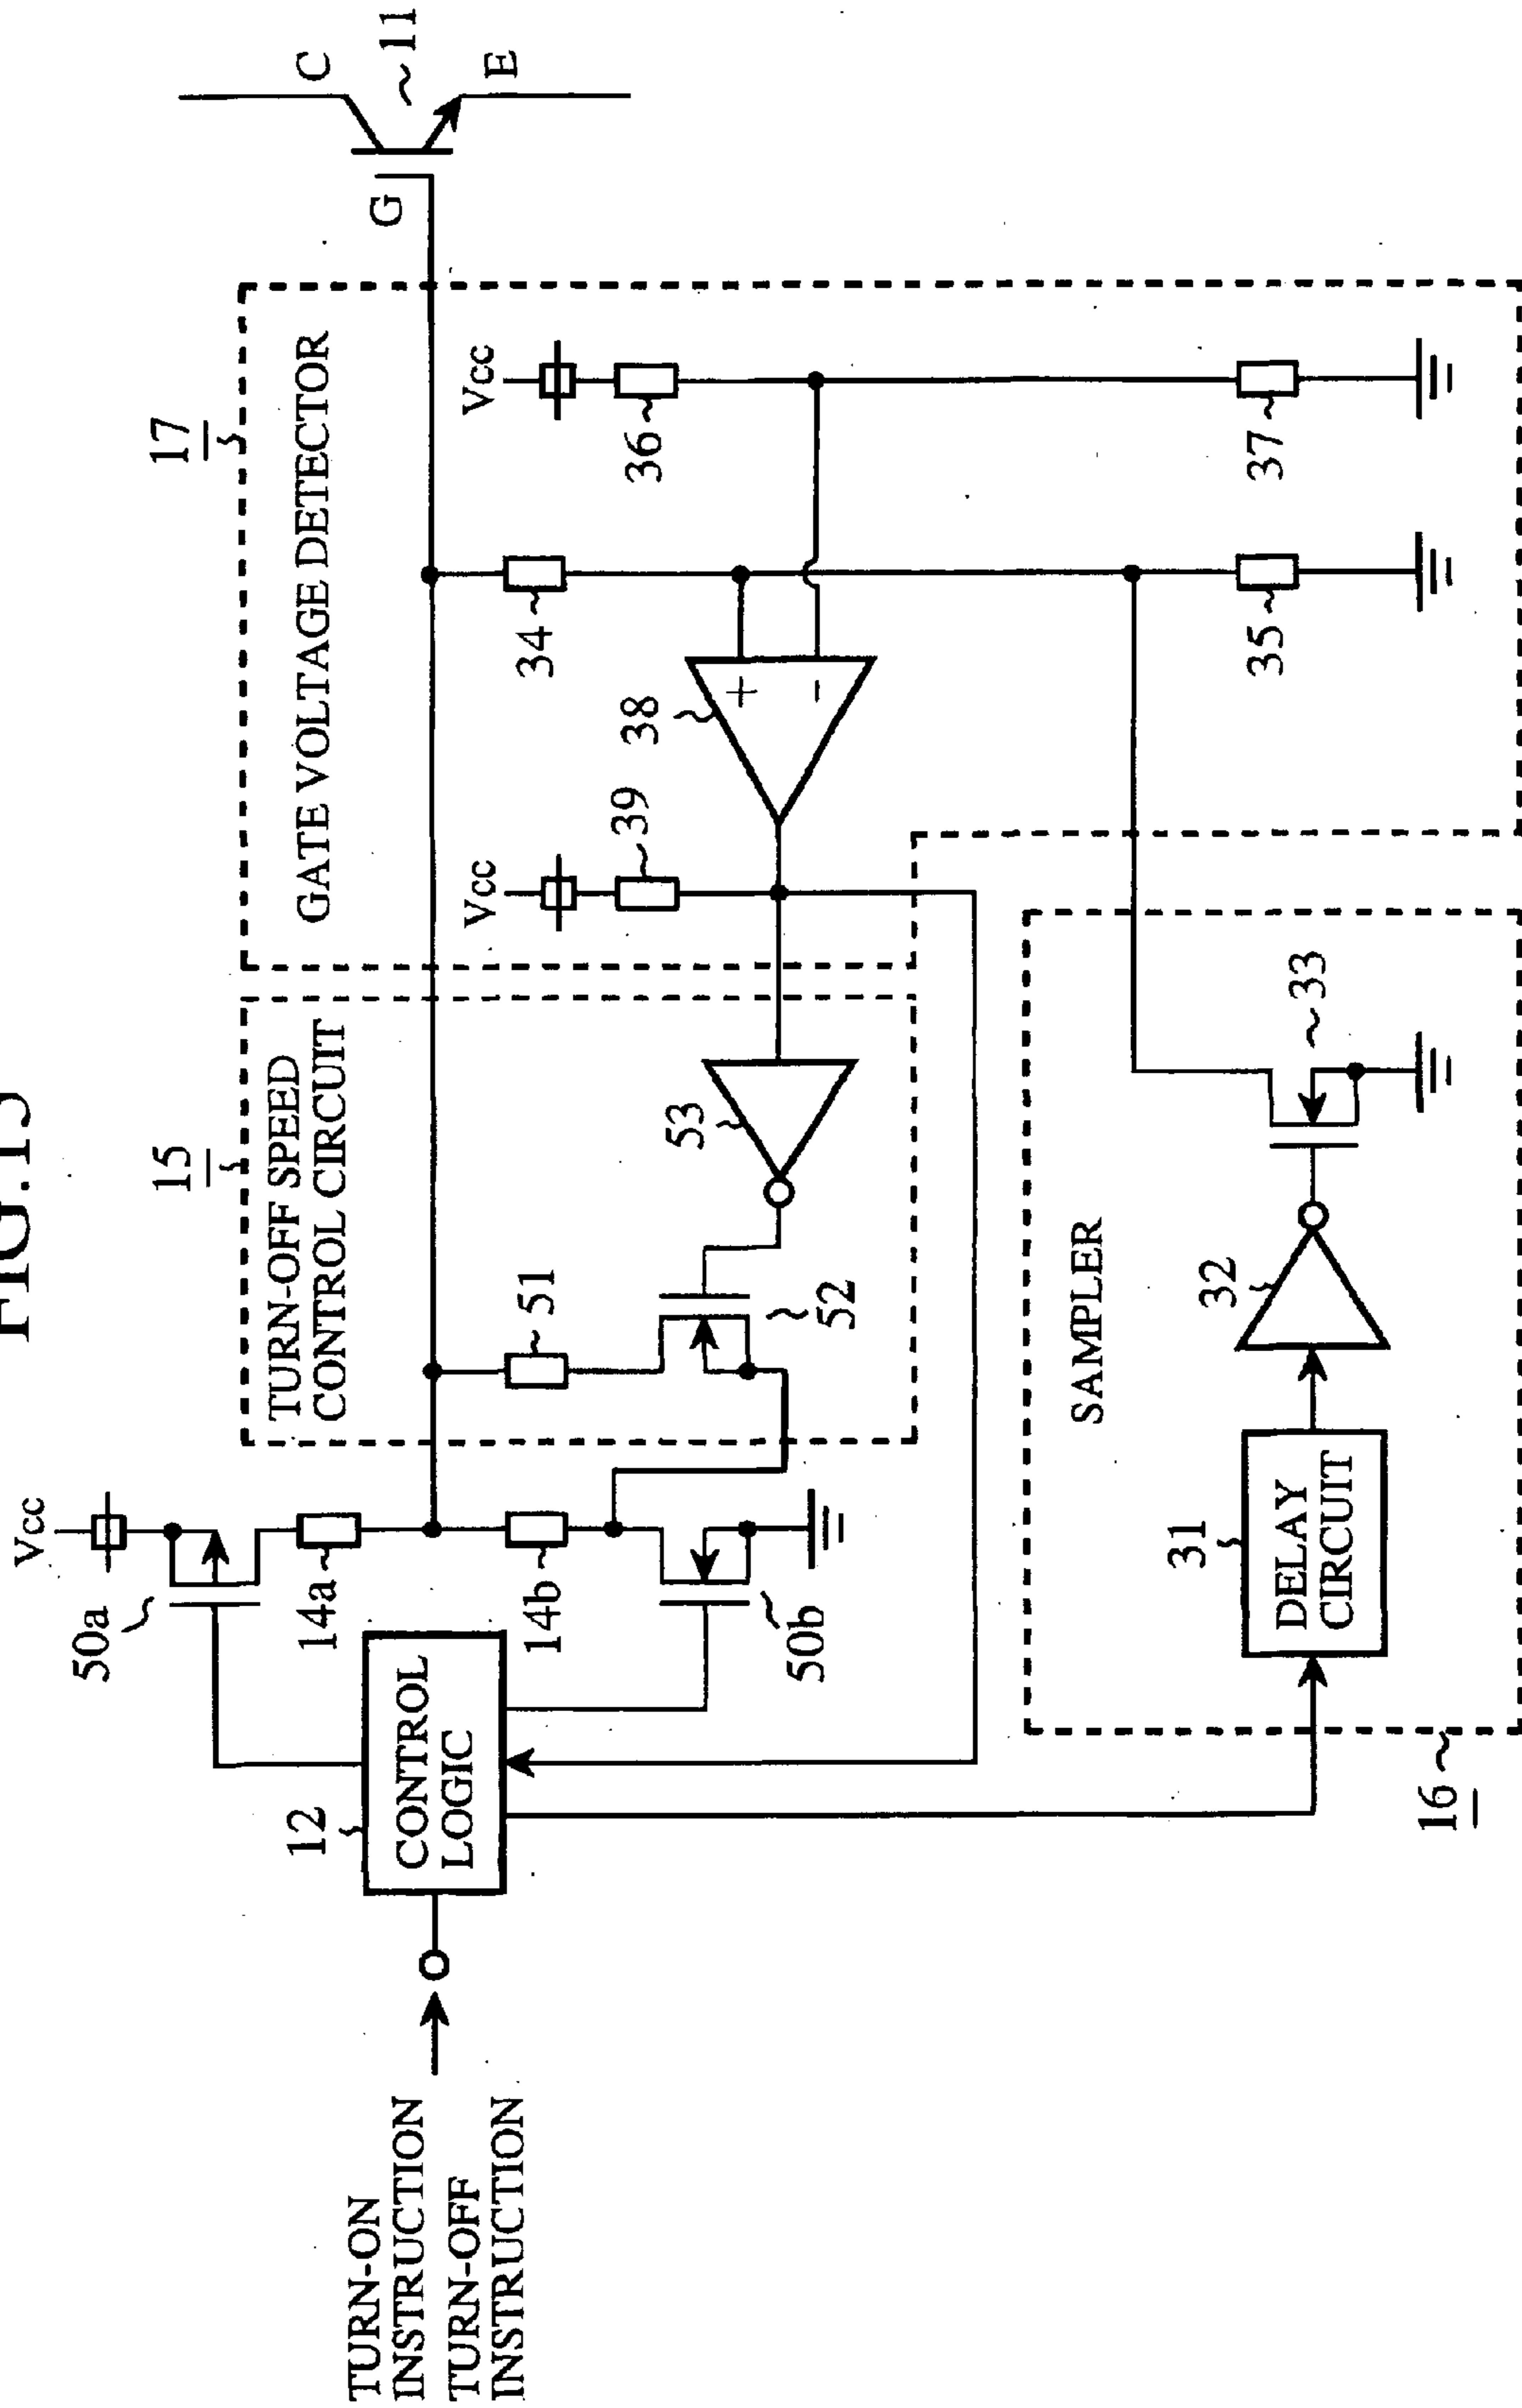 FIG.15
TURN-ON
INSTRUCTION
TURN-OFF
INSTRUCTION
12
CONTROL
LOGIC
50a
Vcc
14a
14b
50b
15
TURN-OFF SPEED
CONTROL CIRCUIT
51
52
53
17
GATE VOLTAGE DETECTOR
Vcc
39
38
+
-
34
35
Vcc
36
37
G
C
11
E
16
SAMPLER
31
DELAY
CIRCUIT
32
33